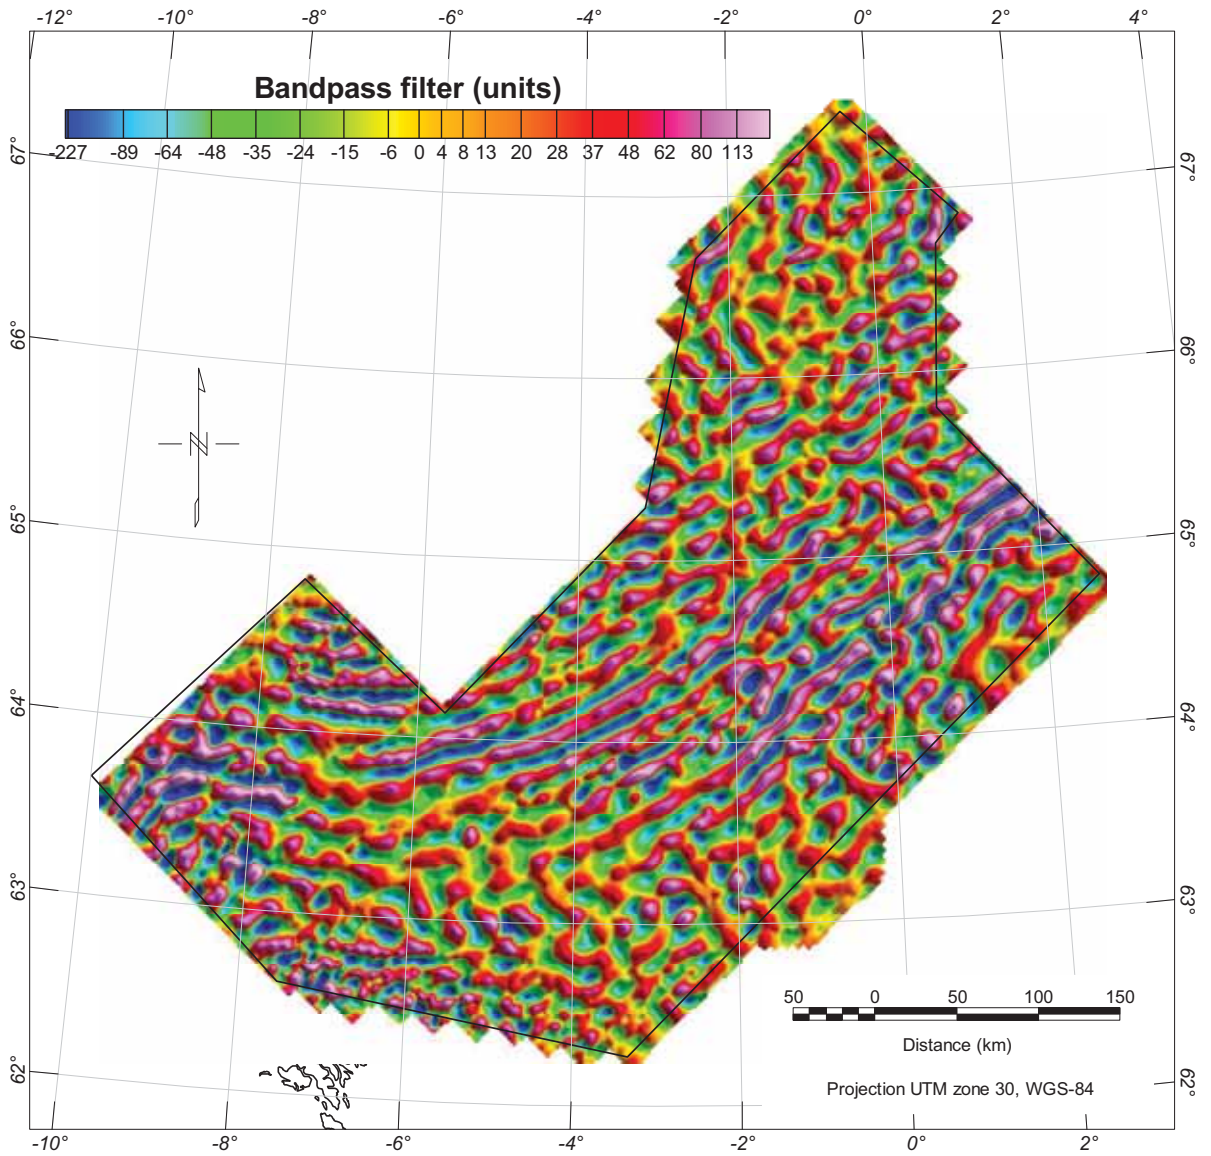 -12° -10° -8° -6° -4° -2° 0° 2° 4°
Bandpass filter (units)
-227 -89 -64 -48 -35 -24 -15 -6 0 4 8 13 20 28 37 48 62 80 113
67° 67°
66° 66°
N
65° 65°
64° 64°
63° 63°
50 0 50 100 150
Distance (km)
62° 62°
Projection UTM zone 30, WGS-84
-10° -8° -6° -4° -2° 0° 2°